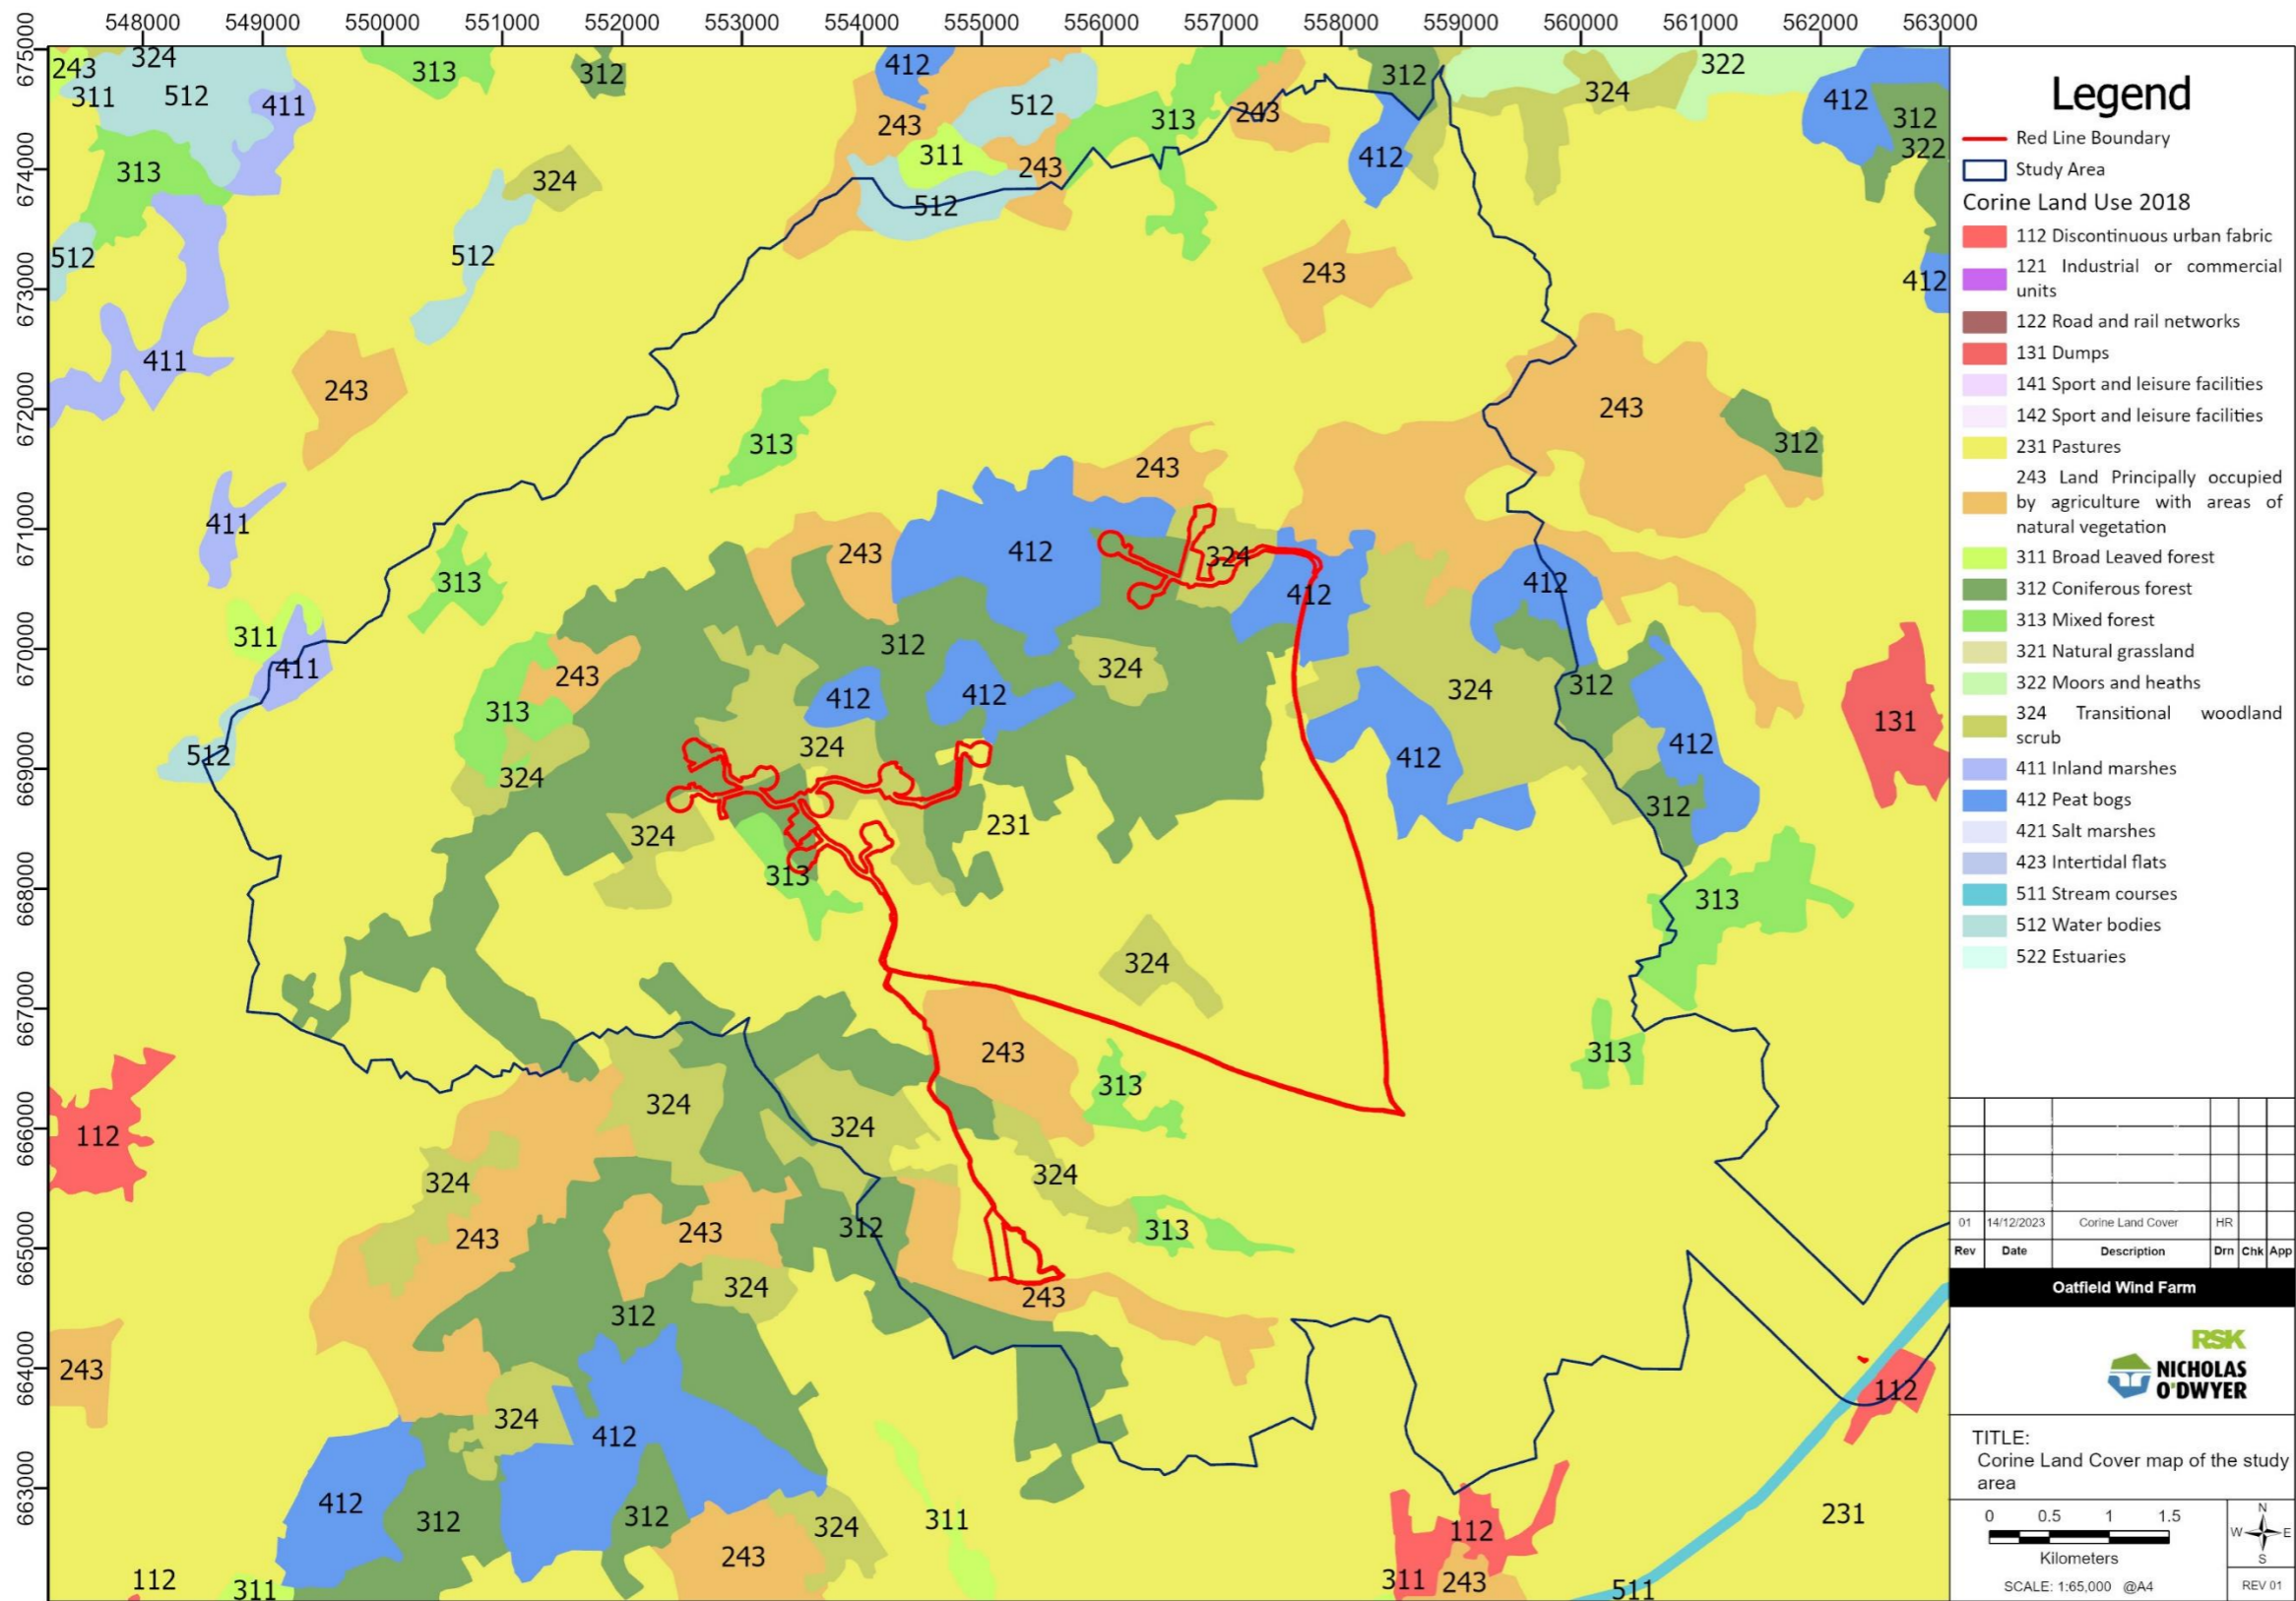 548000 549000 550000 551000 552000 553000 554000 555000 556000 557000 558000 559000 560000 561000 562000 563000
675000
674000
673000
672000
671000
670000
669000
668000
667000
666000
665000
664000
663000
324
412
322
243
313
312
312
311
512
411
512
324
412
243
243
313
312
311
412
322
313
243
324
512
512
512
243
412
411
243
243
313
312
243
411
243
412
324
313
412
311
312
411
324
412
243
324
313
412
412
312
131
512
324
324
412
412
324
231
312
313
313
324
243
313
313
324
324
112
324
324
243
243
312
313
324
243
312
243
112
324
412
412
312
312
324
311
112
231
243
112
311
311
243
511
Legend
Red Line Boundary
Study Area
Corine Land Use 2018
112 Discontinuous urban fabric
121 Industrial or commercial
units
122 Road and rail networks
131 Dumps
141 Sport and leisure facilities
142 Sport and leisure facilities
231 Pastures
243 Land Principally occupied
by agriculture with areas of
natural vegetation
311 Broad Leaved forest
312 Coniferous forest
313 Mixed forest
321 Natural grassland
322 Moors and heaths
324 Transitional woodland
scrub
411 Inland marshes
412 Peat bogs
421 Salt marshes
423 Intertidal flats
511 Stream courses
512 Water bodies
522 Estuaries
01 14/12/2023 Corine Land Cover HR
Rev Date Description Drn Chk App
Oatfield Wind Farm
RSK
NICHOLAS
O'DWYER
TITLE:
Corine Land Cover map of the study
area
0 0.5 1 1.5
Kilometers
SCALE: 1:65,000 @A4
N
W E
S
REV 01